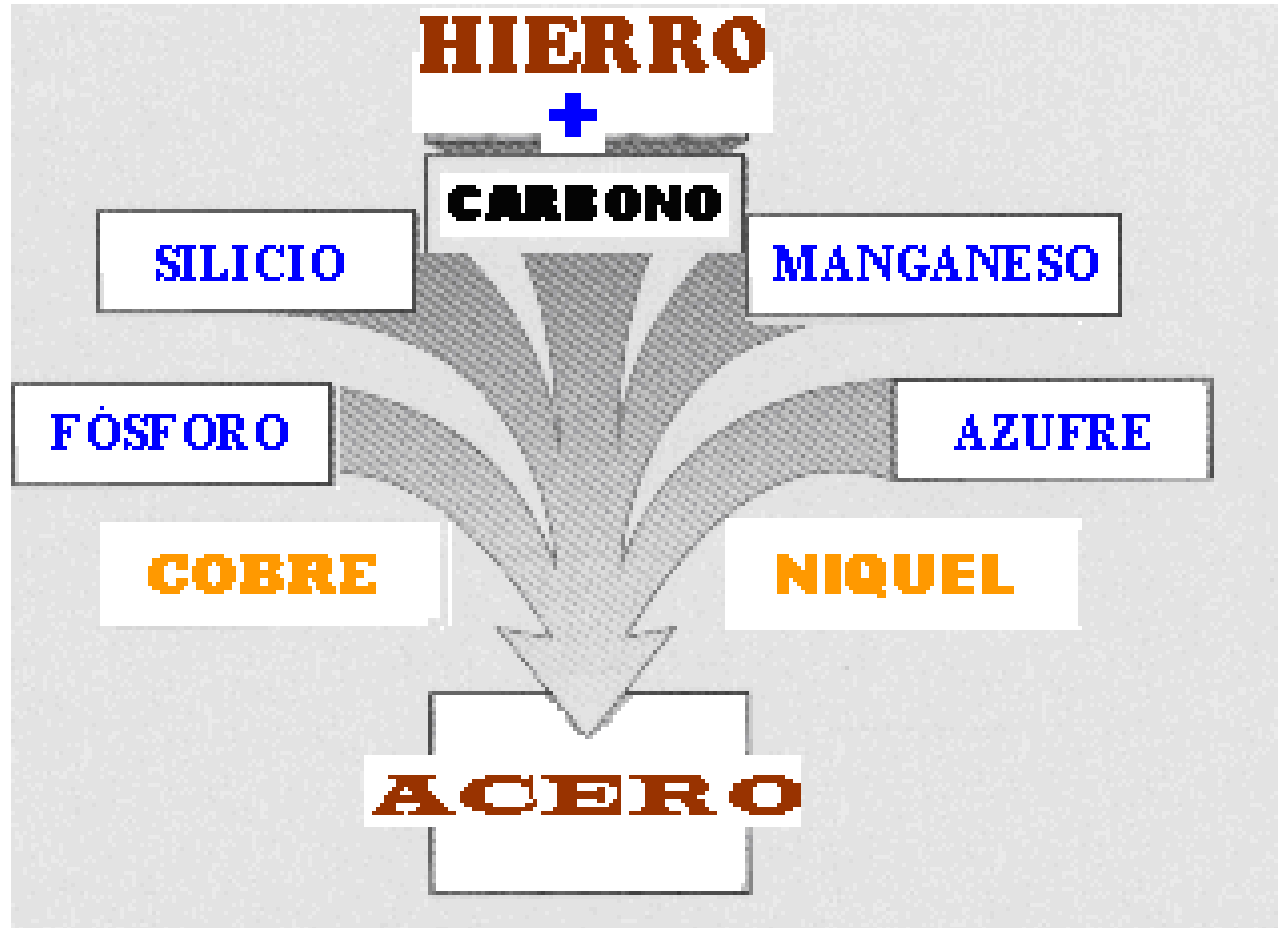 HIERRO
+
CARBONO
SILICIO
MANGANESO
FÓSFORO
AZUFRE
COBRE
NIQUEL
ACERO